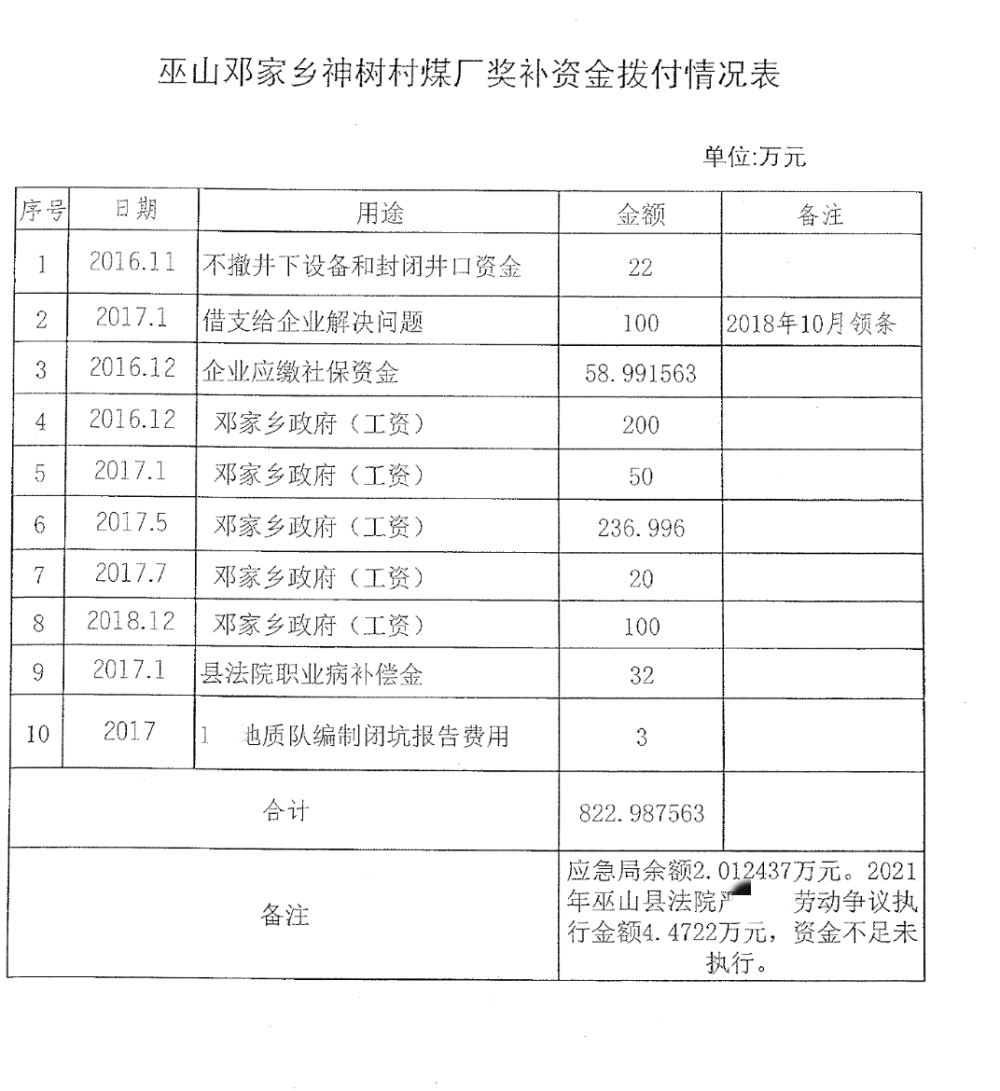 巫山邓家乡神树村煤厂奖补资金拨付情况表
单位:万元
序号 日期 用途 金额 备注
1 2016.11 不撤井下设备和封闭井口资金 22
2 2017.1 借支给企业解决问题 100 2018年10月领条
3 2016.12 企业应缴社保资金 58.991563
4 2016.12 邓家乡政府（工资） 200
5 2017.1 邓家乡政府（工资） 50
6 2017.5 邓家乡政府（工资） 236.996
7 2017.7 邓家乡政府（工资） 20
8 2018.12 邓家乡政府（工资） 100
9 2017.1 县法院职业病补偿金 32
10 2017 1 地质队编制闭坑报告费用 3
合计 822.987563
备注
应急局余额2.012437万元。2021
年巫山县法院 劳动争议执
行金额4.4722万元，资金不足未
执行。